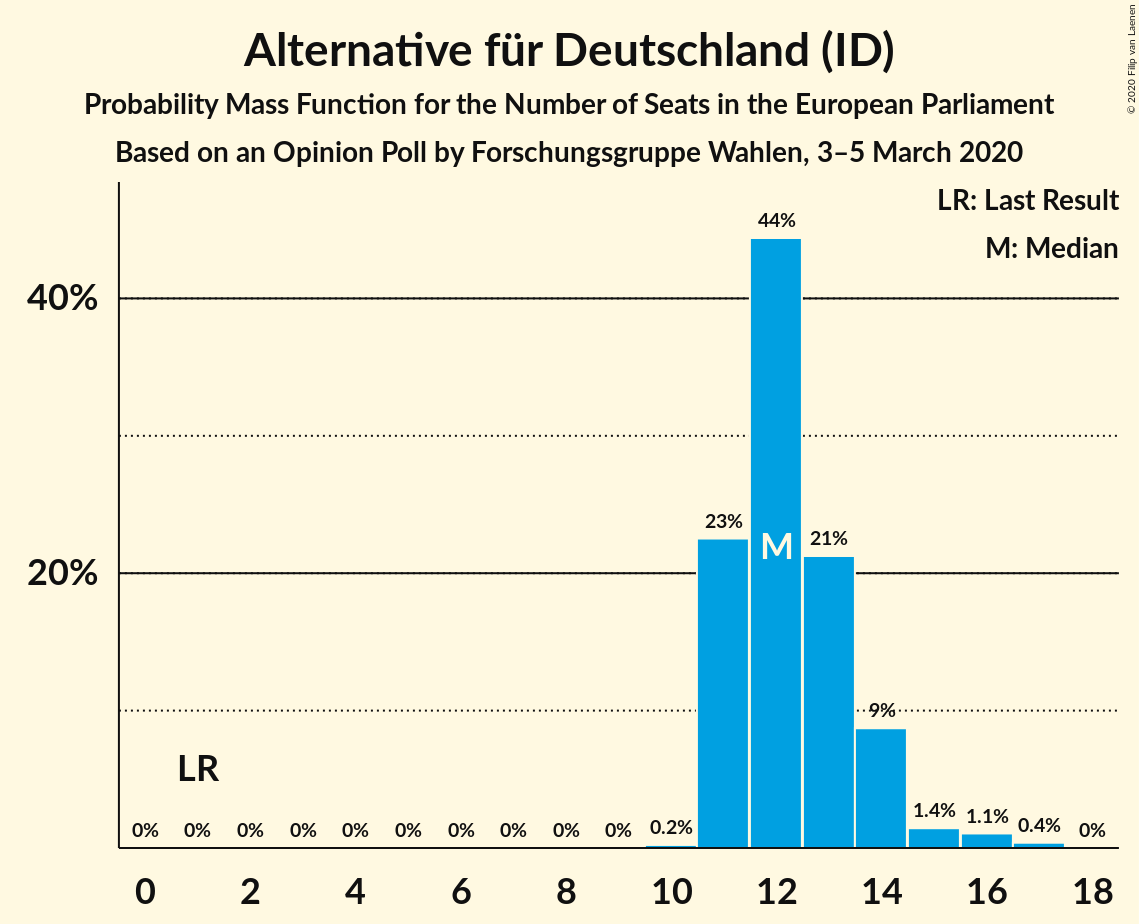 Alternative für Deutschland (ID)
Probability Mass Function for the Number of Seats in the European Parliament
Based on an Opinion Poll by Forschungsgruppe Wahlen, 3–5 March 2020
© 2020 Filip van Laenen
LR: Last Result
M: Median
44%
40%
23%
M
21%
20%
9%
LR
0% 0% 0% 0% 0% 0% 0% 0% 0% 0% 0.2% 1.4% 1.1% 0.4% 0%
0 2 4 6 8 10 12 14 16 18